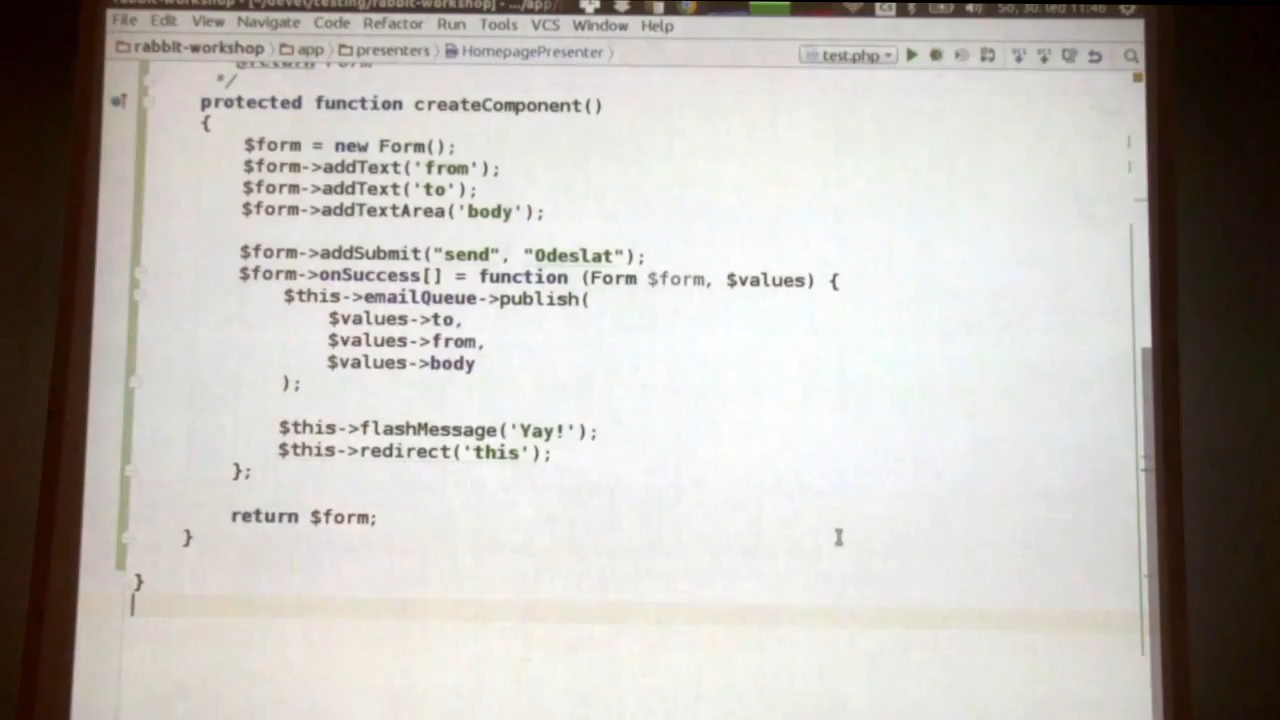 File Edit View Navigate Code Refactor Run Tools VCS Window Help
rabbit-workshop app presenters HomepagePresenter test.php
*/
protected function createComponent()
{
$form = new Form();
$form->addText('from');
$form->addText('to');
$form->addTextArea('body');
$form->addSubmit("send", "Odeslat");
$form->onSuccess[] = function (Form $form, $values) {
$this->emailQueue->publish(
$values->to,
$values->from,
$values->body
);
$this->flashMessage('Yay!');
$this->redirect('this');
};
return $form;
}
}